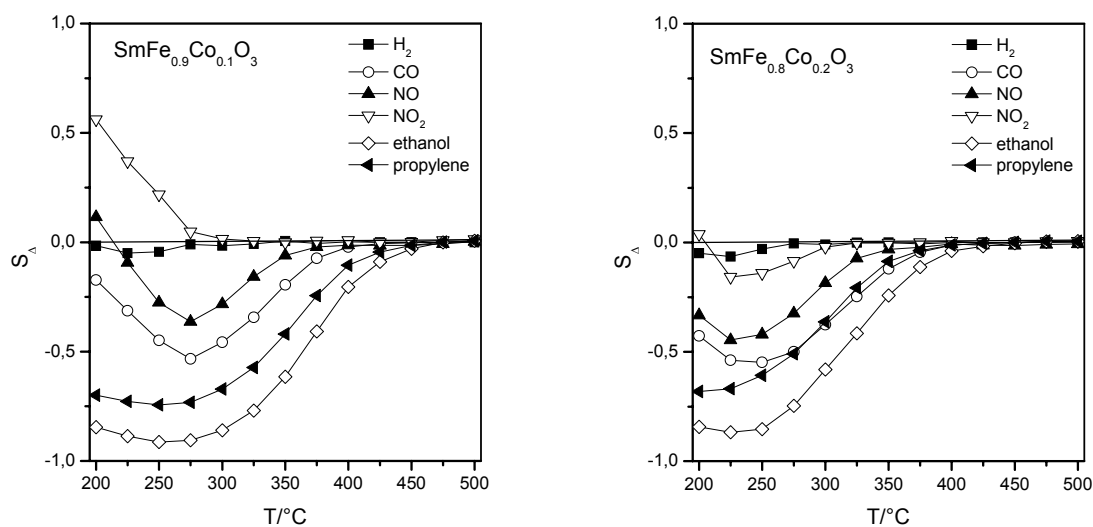 SmFe₀.₉Co₀.₁O₃
H₂
CO
NO
NO₂
ethanol
propylene
1,0
0,5
0,0
-0,5
-1,0
S_Δ
200 250 300 350 400 450 500
T/°C
SmFe₀.₈Co₀.₂O₃
H₂
CO
NO
NO₂
ethanol
propylene
1,0
0,5
0,0
-0,5
-1,0
S_Δ
200 250 300 350 400 450 500
T/°C